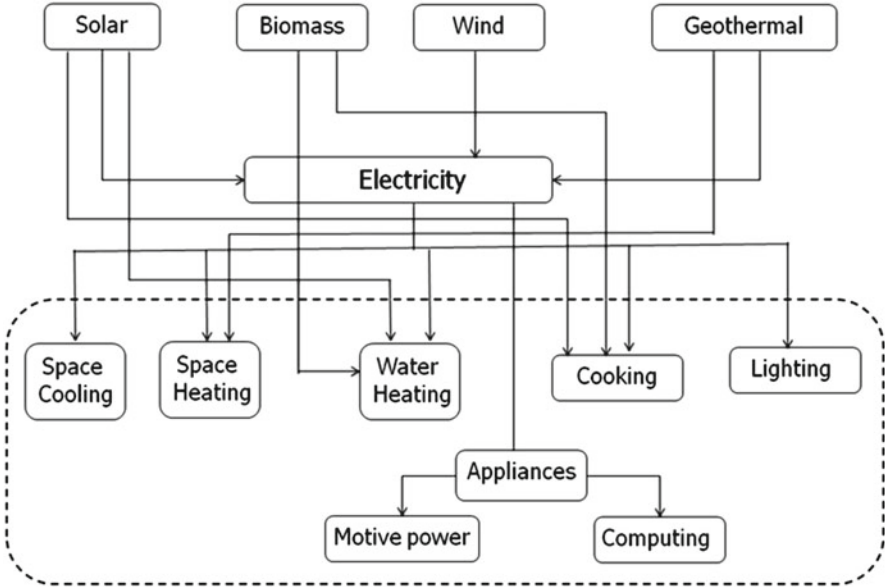 Solar
Biomass
Wind
Geothermal
Electricity
Space
Cooling
Space
Heating
Water
Heating
Cooking
Lighting
Appliances
Motive power
Computing